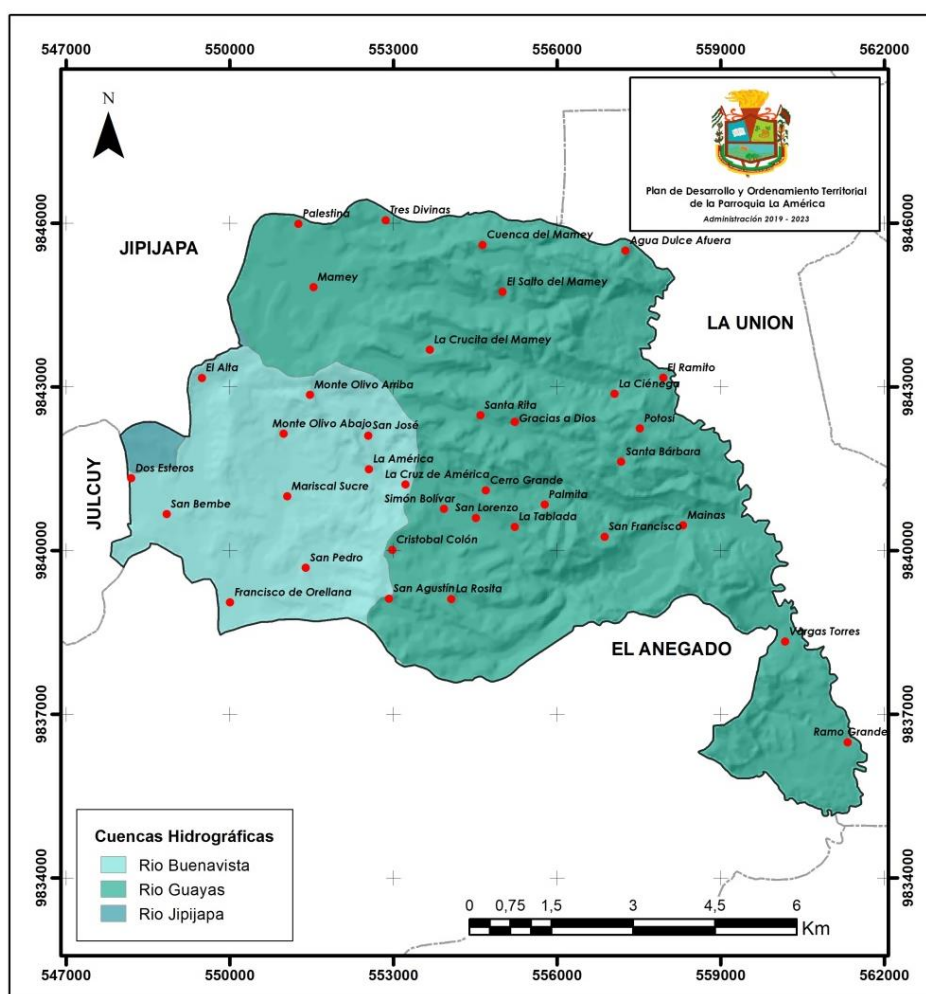 547000 550000 553000 556000 559000 562000
N
Plan de Desarrollo y Ordenamiento Territorial
de la Parroquia La América
Administración 2019 - 2023
9846000 9846000
JIPIJAPA
Palestina
Tres Divinas
Cuenca del Mamey
Agua Dulce Afuera
Mamey
El Salto del Mamey
LA UNION
La Crucita del Mamey
9843000 9843000
El Alta
Monte Olivo Arriba
La Ciénega
El Ramito
Santa Rita
Gracias a Dios
Potosi
Monte Olivo Abajo
San José
Santa Bárbara
JULCUY
Dos Esteros
La América
La Cruz de América
Cerro Grande
Mariscal Sucre
Simón Bolívar
Palmita
San Bembe
San Lorenzo
La Tablada
San Francisco
Mainas
9840000 9840000
Cristobal Colón
San Pedro
Francisco de Orellana
San Agustín
La Rosita
EL ANEGADO
Vargas Torres
9837000 9837000
Ramo Grande
Cuencas Hidrográficas
Rio Buenavista
Rio Guayas
Rio Jipijapa
9834000 9834000
0 0,75 1,5 3 4,5 6
Km
547000 550000 553000 556000 559000 562000